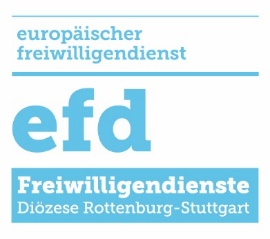 europäischer
freiwilligendienst
efd
Freiwilligendienste
Diözese Rottenburg-Stuttgart